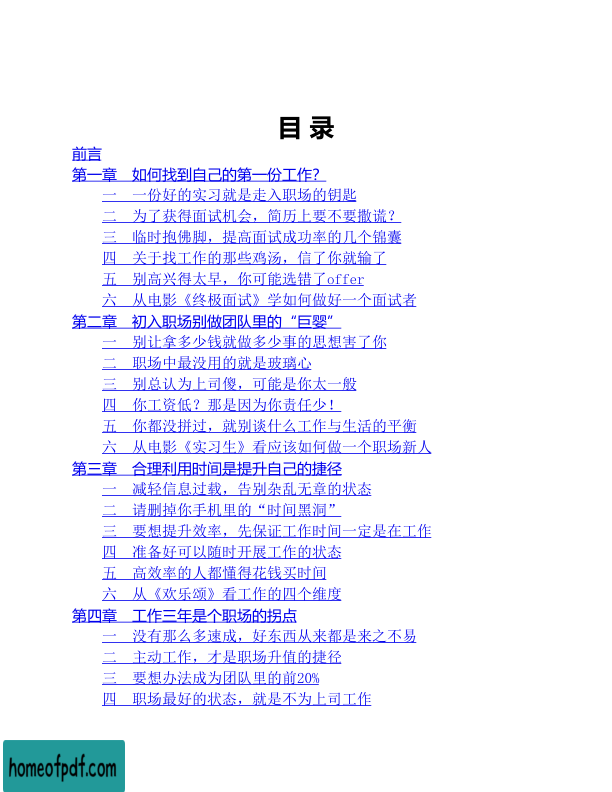 目 录
前言
第一章　如何找到自己的第一份工作？
一　一份好的实习就是走入职场的钥匙
二　为了获得面试机会，简历上要不要撒谎？
三　临时抱佛脚，提高面试成功率的几个锦囊
四　关于找工作的那些鸡汤，信了你就输了
五　别高兴得太早，你可能选错了offer
六　从电影《终极面试》学如何做好一个面试者
第二章　初入职场别做团队里的“巨婴”
一　别让拿多少钱就做多少事的思想害了你
二　职场中最没用的就是玻璃心
三　别总认为上司傻，可能是你太一般
四　你工资低？那是因为你责任少！
五　你都没拼过，就别谈什么工作与生活的平衡
六　从电影《实习生》看应该如何做一个职场新人
第三章　合理利用时间是提升自己的捷径
一　减轻信息过载，告别杂乱无章的状态
二　请删掉你手机里的“时间黑洞”
三　要想提升效率，先保证工作时间一定是在工作
四　准备好可以随时开展工作的状态
五　高效率的人都懂得花钱买时间
六　从《欢乐颂》看工作的四个维度
第四章　工作三年是个职场的拐点
一　没有那么多速成，好东西从来都是来之不易
二　主动工作，才是职场升值的捷径
三　要想办法成为团队里的前20%
四　职场最好的状态，就是不为上司工作
homeofpdf.com